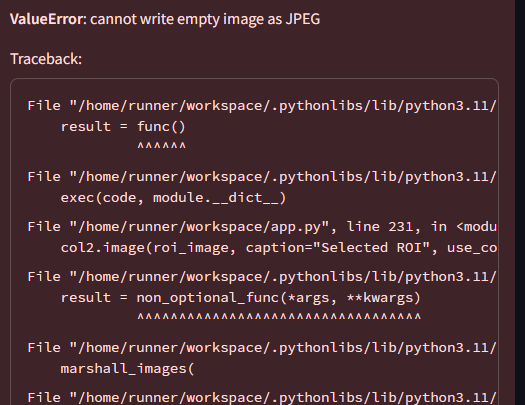 ValueError: cannot write empty image as JPEG
Traceback:
File "/home/runner/workspace/.pythonlibs/lib/python3.11/
result = func()
^^^^^^
File "/home/runner/workspace/.pythonlibs/lib/python3.11/
exec(code, module.__dict__)
File "/home/runner/workspace/app.py", line 231, in <modu
col2.image(roi_image, caption="Selected ROI", use_co
File "/home/runner/workspace/.pythonlibs/lib/python3.11/
result = non_optional_func(*args, **kwargs)
^^^^^^^^^^^^^^^^^^^^^^^^^^^^^^^^^^
File "/home/runner/workspace/.pythonlibs/lib/python3.11/
marshall_images(
File "/home/runner/workspace/.pythonlibs/lib/python3.11/